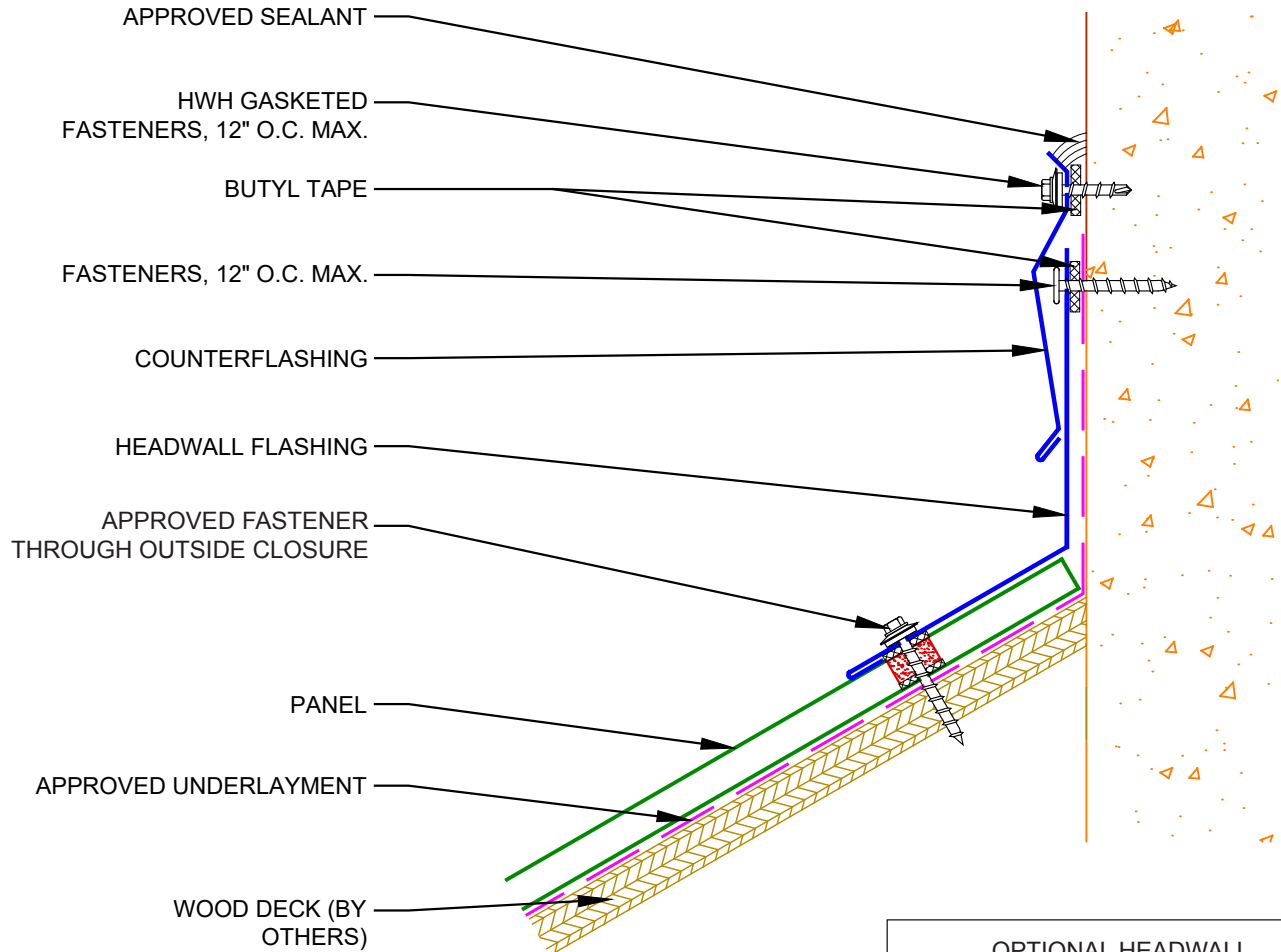 APPROVED SEALANT
HWH GASKETED
FASTENERS, 12" O.C. MAX.
BUTYL TAPE
FASTENERS, 12" O.C. MAX.
COUNTERFLASHING
HEADWALL FLASHING
APPROVED FASTENER
THROUGH OUTSIDE CLOSURE
PANEL
APPROVED UNDERLAYMENT
WOOD DECK (BY
OTHERS)
OPTIONAL HEADWALL